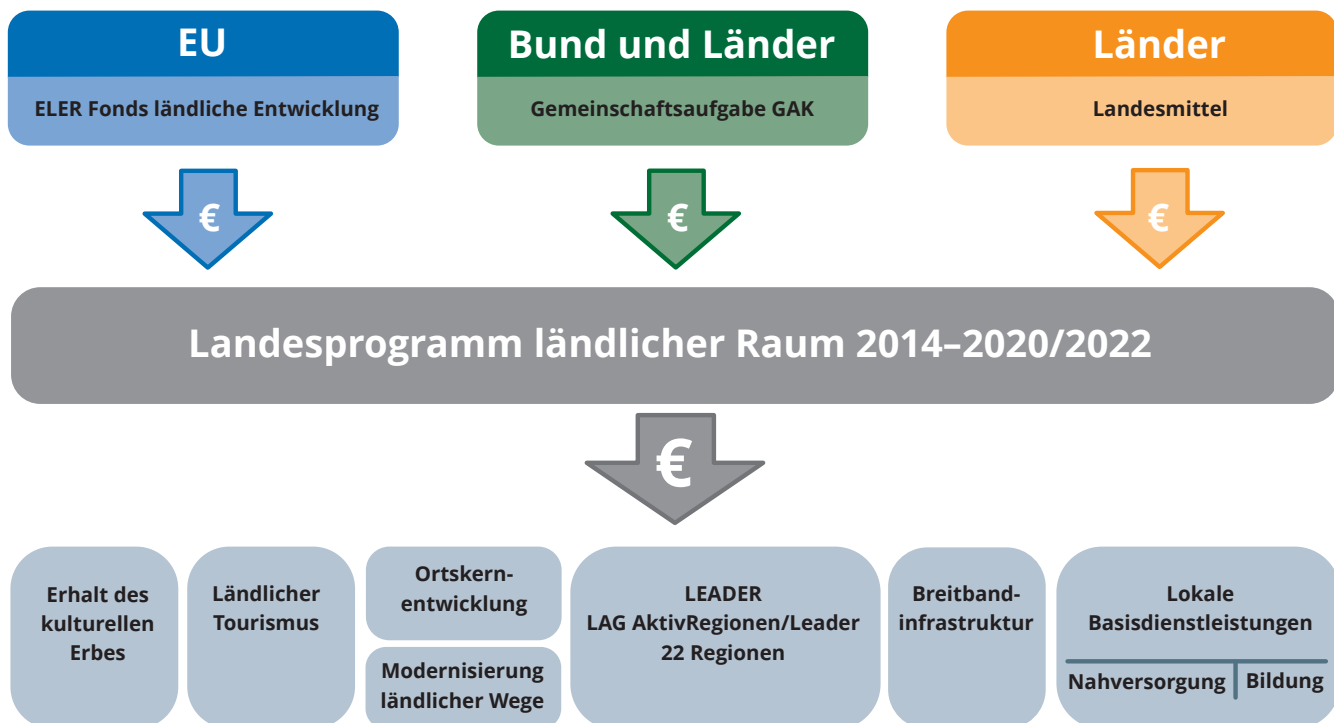 EU
ELER Fonds ländliche Entwicklung
Bund und Länder
Gemeinschaftsaufgabe GAK
Länder
Landesmittel
€
€
€
Landesprogramm ländlicher Raum 2014–2020/2022
€
Erhalt des
kulturellen
Erbes
Ländlicher
Tourismus
Ortskern-
entwicklung
Modernisierung
ländlicher Wege
LEADER
LAG AktivRegionen/Leader
22 Regionen
Breitband-
infrastruktur
Lokale
Basisdienstleistungen
Nahversorgung
Bildung